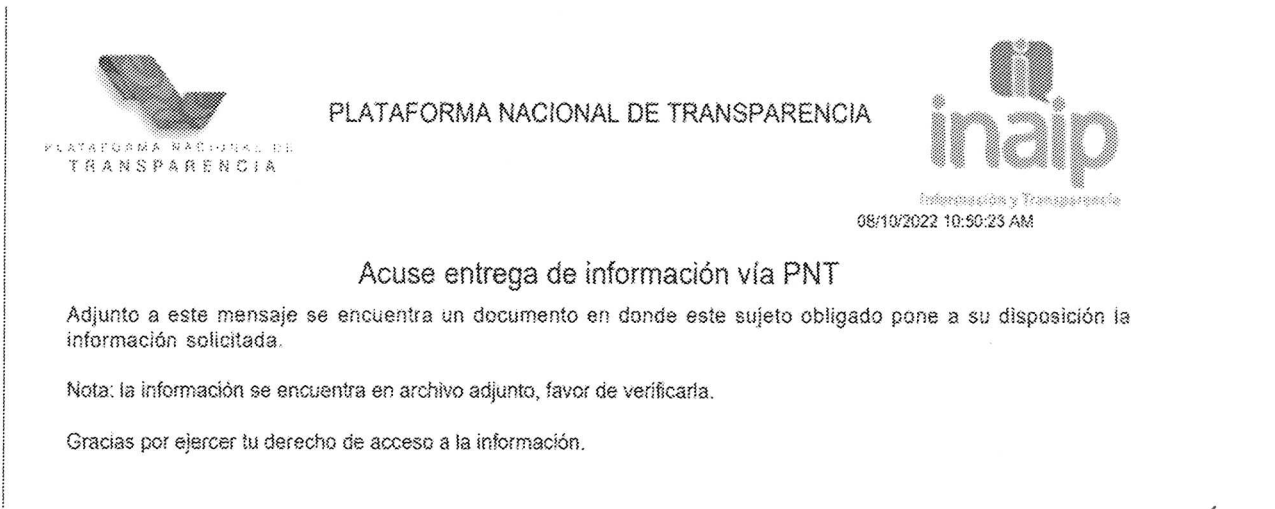 PLATAFORMA NACIONAL DE TRANSPARENCIA
PLATAFORMA NACIONAL DE
TRANSPARENCIA
inaip
Información y Transparencia
08/10/2022 10:50:23 AM
Acuse entrega de información vía PNT
Adjunto a este mensaje se encuentra un documento en donde este sujeto obligado pone a su disposición la
información solicitada.
Nota: la información se encuentra en archivo adjunto, favor de verificarla.
Gracias por ejercer tu derecho de acceso a la información.